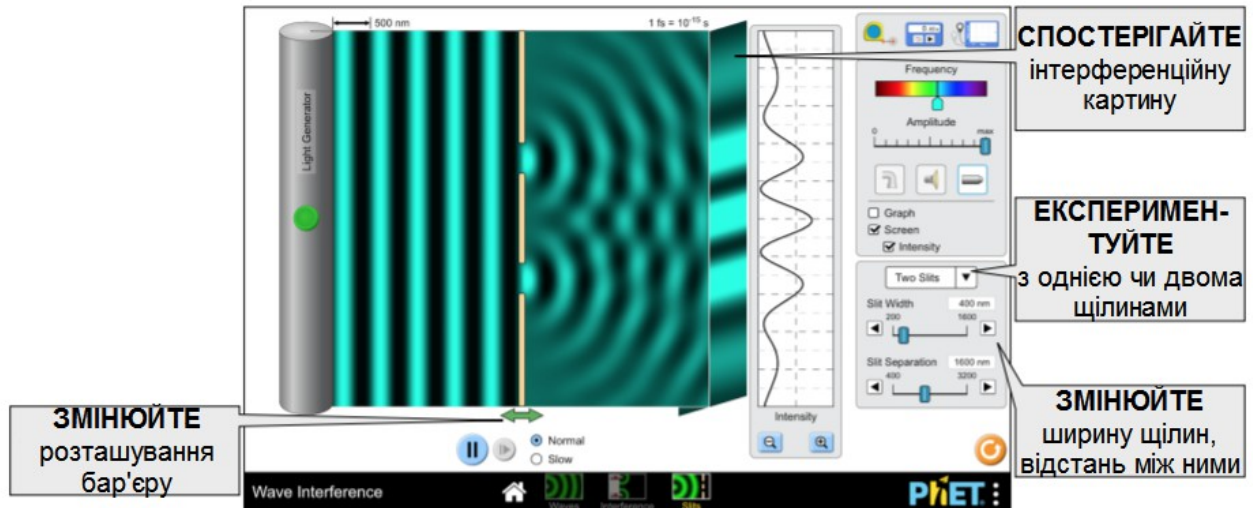 500 nm
1 fs = 10⁻¹⁵ s
Light Generator
СПОСТЕРІГАЙТЕ
інтерференційну
картину
Frequency
Amplitude
0
max
Graph
Screen
Intensity
ЕКСПЕРИМЕН-
ТУЙТЕ
з однією чи двома
щілинами
Two Slits
Slit Width
400 nm
200
1600
Slit Separation
1600 nm
400
3200
ЗМІНЮЙТЕ
ширину щілин,
відстань між ними
Intensity
ЗМІНЮЙТЕ
розташування
бар'єру
Normal
Slow
Wave Interference
Waves
Interference
Slits
PhET